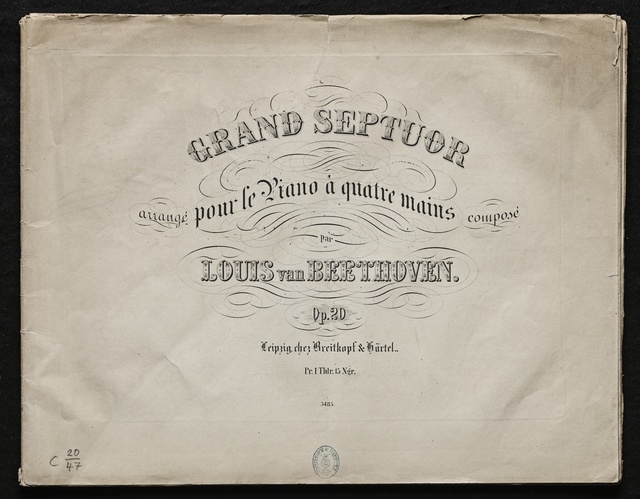 GRAND SEPTUOR
arrangé pour le Piano à quatre mains composé
par
LOUIS van BEETHOVEN.
Op. 20
Leipzig, chez Breitkopf & Härtel.
Pr. 1 Thlr. 15 Ngr.
C 20/47